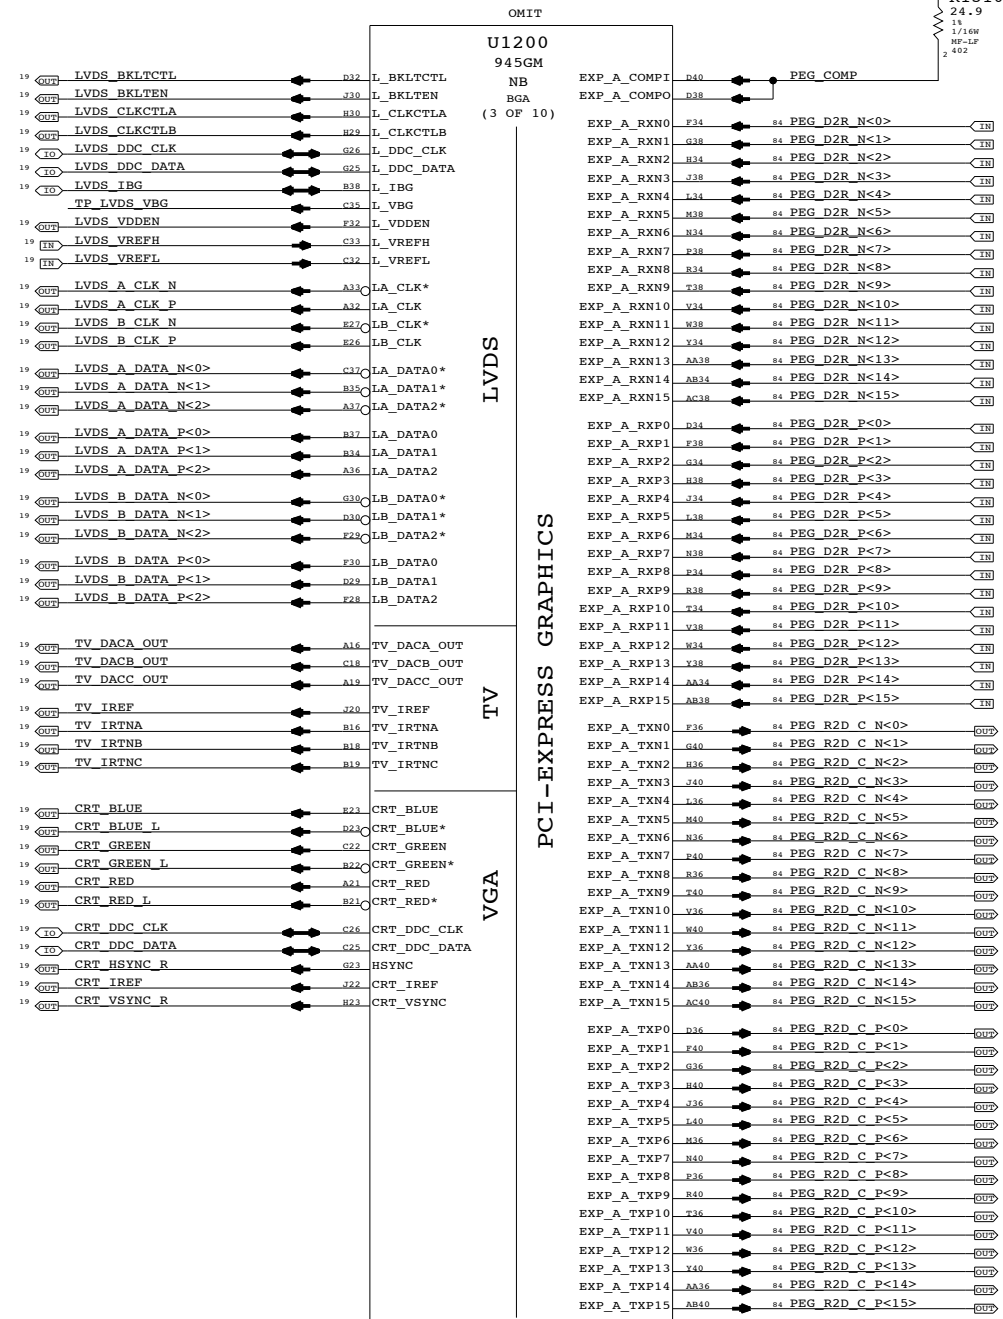 OMIT
U1200
945GM
NB
BGA
(3 OF 10)
24.9
1%
1/16W
MF-LF
402
2
19 OUT LVDS_BKLTCTL D32 L_BKLTCTL
19 OUT LVDS_BKLTEN J30 L_BKLTEN
19 OUT LVDS_CLKCTLA H30 L_CLKCTLA
19 OUT LVDS_CLKCTLB H29 L_CLKCTLB
19 IO LVDS_DDC_CLK G26 L_DDC_CLK
19 IO LVDS_DDC_DATA G25 L_DDC_DATA
19 IO LVDS_IBG B38 L_IBG
TP_LVDS_VBG C35 L_VBG
19 OUT LVDS_VDDEN F32 L_VDDEN
19 IN LVDS_VREFH C33 L_VREFH
19 IN LVDS_VREFL C32 L_VREFL
19 OUT LVDS_A_CLK_N A33 LA_CLK*
19 OUT LVDS_A_CLK_P A32 LA_CLK
19 OUT LVDS_B_CLK_N E27 LB_CLK*
19 OUT LVDS_B_CLK_P E26 LB_CLK
19 OUT LVDS_A_DATA_N<0> C37 LA_DATA0*
19 OUT LVDS_A_DATA_N<1> B35 LA_DATA1*
19 OUT LVDS_A_DATA_N<2> A37 LA_DATA2*
19 OUT LVDS_A_DATA_P<0> B37 LA_DATA0
19 OUT LVDS_A_DATA_P<1> B34 LA_DATA1
19 OUT LVDS_A_DATA_P<2> A36 LA_DATA2
19 OUT LVDS_B_DATA_N<0> G30 LB_DATA0*
19 OUT LVDS_B_DATA_N<1> D30 LB_DATA1*
19 OUT LVDS_B_DATA_N<2> F29 LB_DATA2*
19 OUT LVDS_B_DATA_P<0> F30 LB_DATA0
19 OUT LVDS_B_DATA_P<1> D29 LB_DATA1
19 OUT LVDS_B_DATA_P<2> F28 LB_DATA2
19 OUT TV_DACA_OUT A16 TV_DACA_OUT
19 OUT TV_DACB_OUT C18 TV_DACB_OUT
19 OUT TV_DACC_OUT A19 TV_DACC_OUT
19 OUT TV_IREF J20 TV_IREF
19 OUT TV_IRTNA B16 TV_IRTNA
19 OUT TV_IRTNB B18 TV_IRTNB
19 OUT TV_IRTNC B19 TV_IRTNC
19 OUT CRT_BLUE E23 CRT_BLUE
19 OUT CRT_BLUE_L D23 CRT_BLUE*
19 OUT CRT_GREEN C22 CRT_GREEN
19 OUT CRT_GREEN_L B22 CRT_GREEN*
19 OUT CRT_RED A21 CRT_RED
19 OUT CRT_RED_L B21 CRT_RED*
19 IO CRT_DDC_CLK C26 CRT_DDC_CLK
19 IO CRT_DDC_DATA C25 CRT_DDC_DATA
19 OUT CRT_HSYNC_R G23 HSYNC
19 OUT CRT_IREF J22 CRT_IREF
19 OUT CRT_VSYNC_R H23 CRT_VSYNC
LVDS
TV
VGA
PCI-EXPRESS GRAPHICS
EXP_A_COMPI D40 PEG_COMP
EXP_A_COMPO D38
EXP_A_RXN0 F34 84 PEG_D2R_N<0> IN
EXP_A_RXN1 G38 84 PEG_D2R_N<1> IN
EXP_A_RXN2 H34 84 PEG_D2R_N<2> IN
EXP_A_RXN3 J38 84 PEG_D2R_N<3> IN
EXP_A_RXN4 L34 84 PEG_D2R_N<4> IN
EXP_A_RXN5 M38 84 PEG_D2R_N<5> IN
EXP_A_RXN6 N34 84 PEG_D2R_N<6> IN
EXP_A_RXN7 P38 84 PEG_D2R_N<7> IN
EXP_A_RXN8 R34 84 PEG_D2R_N<8> IN
EXP_A_RXN9 T38 84 PEG_D2R_N<9> IN
EXP_A_RXN10 V34 84 PEG_D2R_N<10> IN
EXP_A_RXN11 W38 84 PEG_D2R_N<11> IN
EXP_A_RXN12 Y34 84 PEG_D2R_N<12> IN
EXP_A_RXN13 AA38 84 PEG_D2R_N<13> IN
EXP_A_RXN14 AB34 84 PEG_D2R_N<14> IN
EXP_A_RXN15 AC38 84 PEG_D2R_N<15> IN
EXP_A_RXP0 D34 84 PEG_D2R_P<0> IN
EXP_A_RXP1 F38 84 PEG_D2R_P<1> IN
EXP_A_RXP2 G34 84 PEG_D2R_P<2> IN
EXP_A_RXP3 H38 84 PEG_D2R_P<3> IN
EXP_A_RXP4 J34 84 PEG_D2R_P<4> IN
EXP_A_RXP5 L38 84 PEG_D2R_P<5> IN
EXP_A_RXP6 M34 84 PEG_D2R_P<6> IN
EXP_A_RXP7 N38 84 PEG_D2R_P<7> IN
EXP_A_RXP8 P34 84 PEG_D2R_P<8> IN
EXP_A_RXP9 R38 84 PEG_D2R_P<9> IN
EXP_A_RXP10 T34 84 PEG_D2R_P<10> IN
EXP_A_RXP11 V38 84 PEG_D2R_P<11> IN
EXP_A_RXP12 W34 84 PEG_D2R_P<12> IN
EXP_A_RXP13 Y38 84 PEG_D2R_P<13> IN
EXP_A_RXP14 AA34 84 PEG_D2R_P<14> IN
EXP_A_RXP15 AB38 84 PEG_D2R_P<15> IN
EXP_A_TXN0 F36 84 PEG_R2D_C_N<0> OUT
EXP_A_TXN1 G40 84 PEG_R2D_C_N<1> OUT
EXP_A_TXN2 H36 84 PEG_R2D_C_N<2> OUT
EXP_A_TXN3 J40 84 PEG_R2D_C_N<3> OUT
EXP_A_TXN4 L36 84 PEG_R2D_C_N<4> OUT
EXP_A_TXN5 M40 84 PEG_R2D_C_N<5> OUT
EXP_A_TXN6 N36 84 PEG_R2D_C_N<6> OUT
EXP_A_TXN7 P40 84 PEG_R2D_C_N<7> OUT
EXP_A_TXN8 R36 84 PEG_R2D_C_N<8> OUT
EXP_A_TXN9 T40 84 PEG_R2D_C_N<9> OUT
EXP_A_TXN10 V36 84 PEG_R2D_C_N<10> OUT
EXP_A_TXN11 W40 84 PEG_R2D_C_N<11> OUT
EXP_A_TXN12 Y36 84 PEG_R2D_C_N<12> OUT
EXP_A_TXN13 AA40 84 PEG_R2D_C_N<13> OUT
EXP_A_TXN14 AB36 84 PEG_R2D_C_N<14> OUT
EXP_A_TXN15 AC40 84 PEG_R2D_C_N<15> OUT
EXP_A_TXP0 D36 84 PEG_R2D_C_P<0> OUT
EXP_A_TXP1 F40 84 PEG_R2D_C_P<1> OUT
EXP_A_TXP2 G36 84 PEG_R2D_C_P<2> OUT
EXP_A_TXP3 H40 84 PEG_R2D_C_P<3> OUT
EXP_A_TXP4 J36 84 PEG_R2D_C_P<4> OUT
EXP_A_TXP5 L40 84 PEG_R2D_C_P<5> OUT
EXP_A_TXP6 M36 84 PEG_R2D_C_P<6> OUT
EXP_A_TXP7 N40 84 PEG_R2D_C_P<7> OUT
EXP_A_TXP8 P36 84 PEG_R2D_C_P<8> OUT
EXP_A_TXP9 R40 84 PEG_R2D_C_P<9> OUT
EXP_A_TXP10 T36 84 PEG_R2D_C_P<10> OUT
EXP_A_TXP11 V40 84 PEG_R2D_C_P<11> OUT
EXP_A_TXP12 W36 84 PEG_R2D_C_P<12> OUT
EXP_A_TXP13 Y40 84 PEG_R2D_C_P<13> OUT
EXP_A_TXP14 AA36 84 PEG_R2D_C_P<14> OUT
EXP_A_TXP15 AB40 84 PEG_R2D_C_P<15> OUT